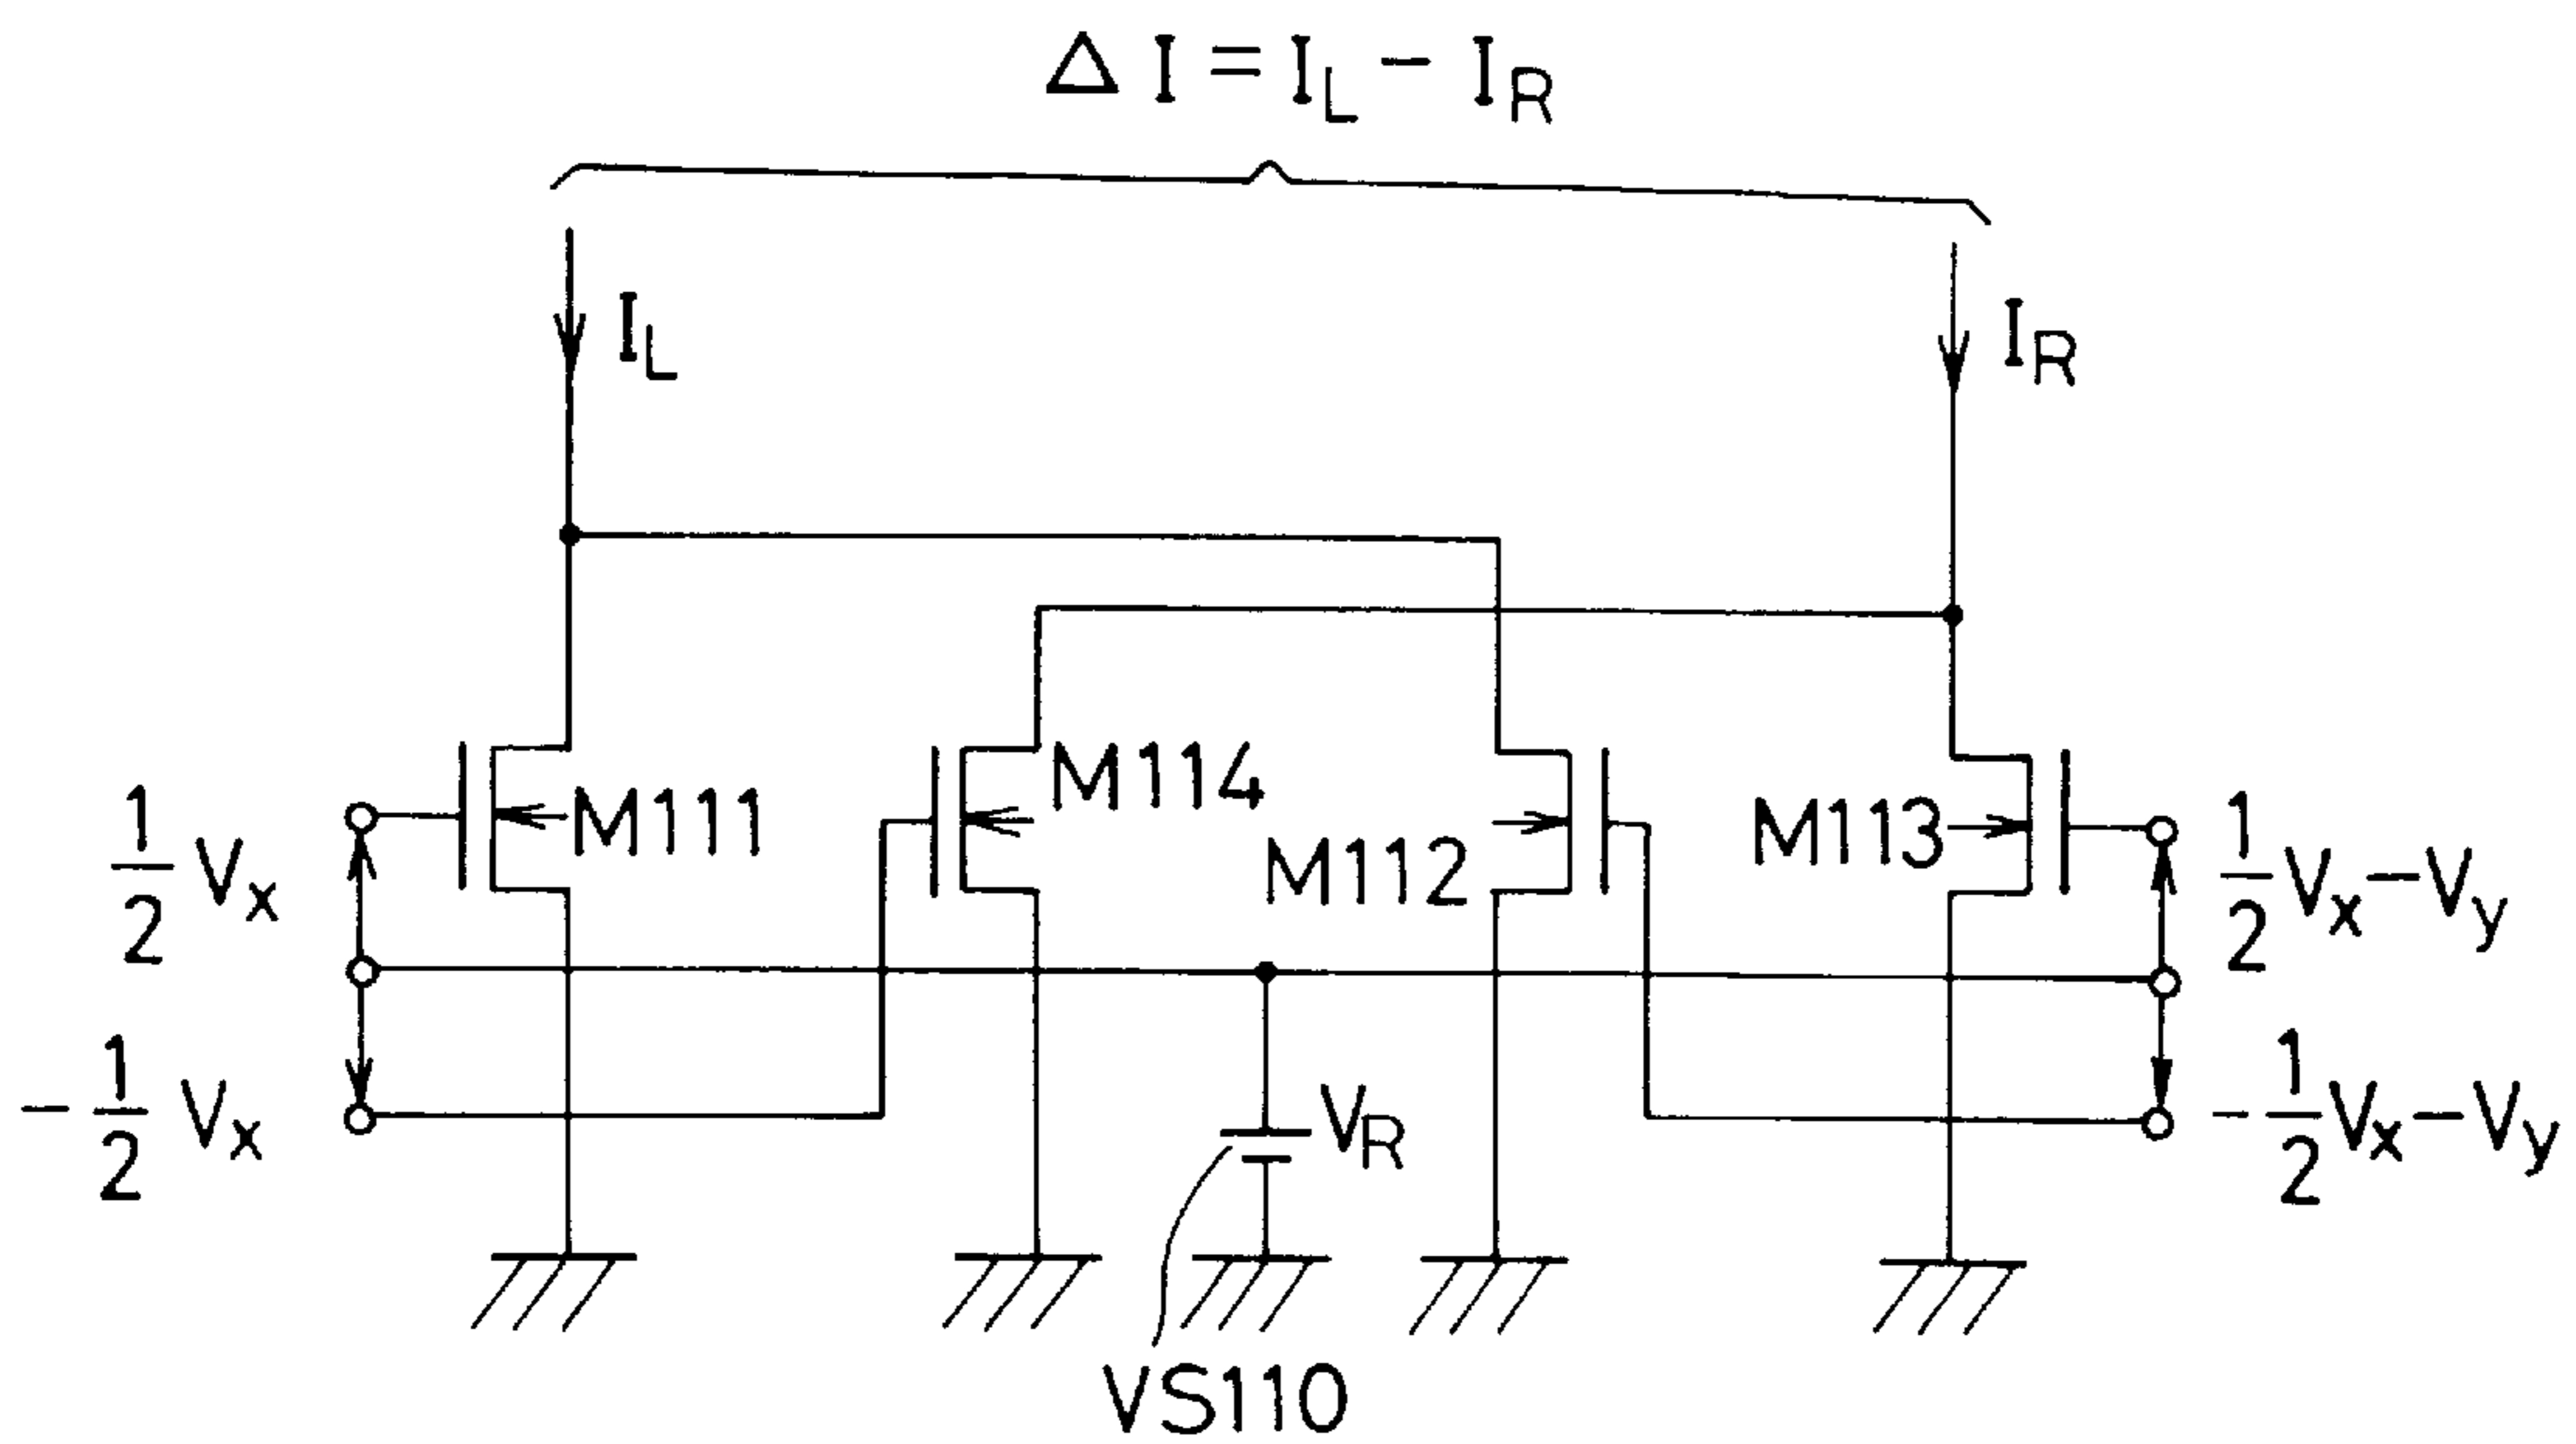 ΔI = I_L - I_R
I_L
I_R
M111
M114
M112
M113
1/2 V_x
1/2 V_x - V_y
-1/2 V_x
V_R
-1/2 V_x - V_y
VS110